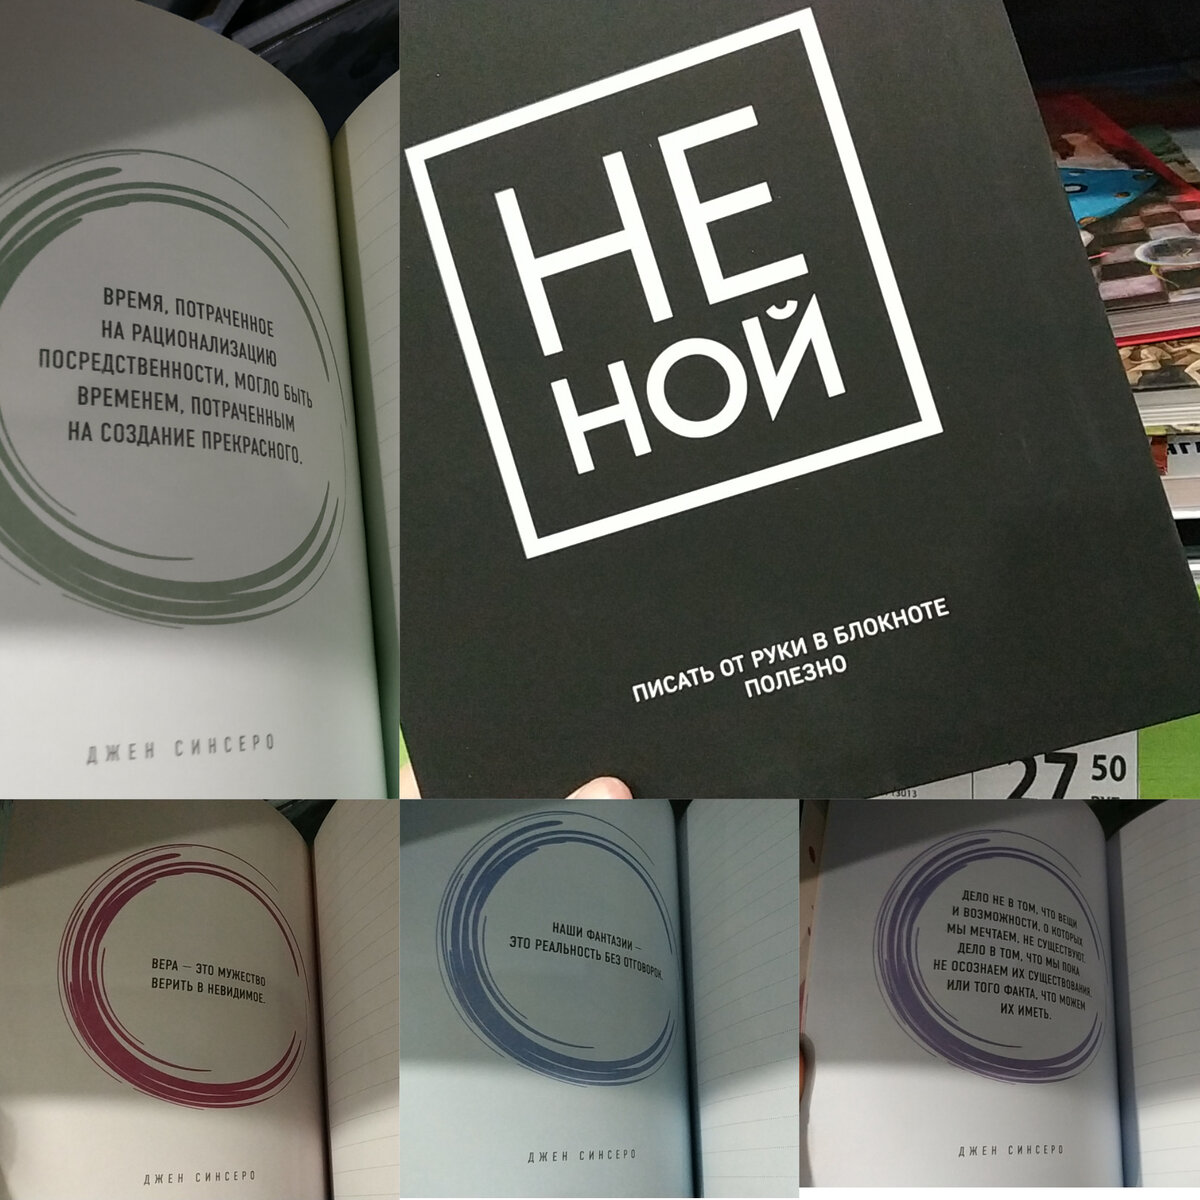 ВРЕМЯ, ПОТРАЧЕННОЕ
НА РАЦИОНАЛИЗАЦИЮ
ПОСРЕДСТВЕННОСТИ, МОГЛО БЫТЬ
ВРЕМЕНЕМ, ПОТРАЧЕННЫМ
НА СОЗДАНИЕ ПРЕКРАСНОГО.
ДЖЕН СИНСЕРО
НЕ
НОЙ
ПИСАТЬ ОТ РУКИ В БЛОКНОТЕ
ПОЛЕЗНО
27 50
ВЕРА – ЭТО МУЖЕСТВО
ВЕРИТЬ В НЕВИДИМОЕ.
ДЖЕН СИНСЕРО
НАШИ ФАНТАЗИИ –
ЭТО РЕАЛЬНОСТЬ БЕЗ ОТГОВОРОК.
ДЖЕН СИНСЕРО
ДЕЛО НЕ В ТОМ, ЧТО ВЕЩИ
И ВОЗМОЖНОСТИ, О КОТОРЫХ
МЫ МЕЧТАЕМ, НЕ СУЩЕСТВУЮТ.
ДЕЛО В ТОМ, ЧТО МЫ ПОКА
НЕ ОСОЗНАЕМ ИХ СУЩЕСТВОВАНИЯ.
ИЛИ ТОГО ФАКТА, ЧТО МОЖЕМ
ИХ ИМЕТЬ.
ДЖЕН СИНСЕРО